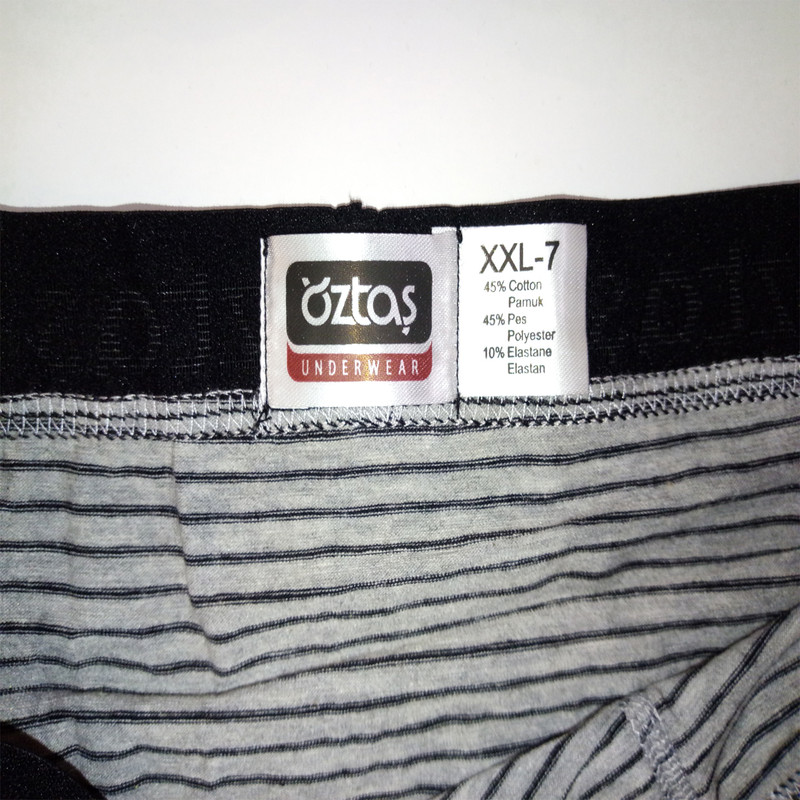 öztaş
UNDERWEAR
XXL-7
45% Cotton
Pamuk
45% Pes
Polyester
10% Elastane
Elastan